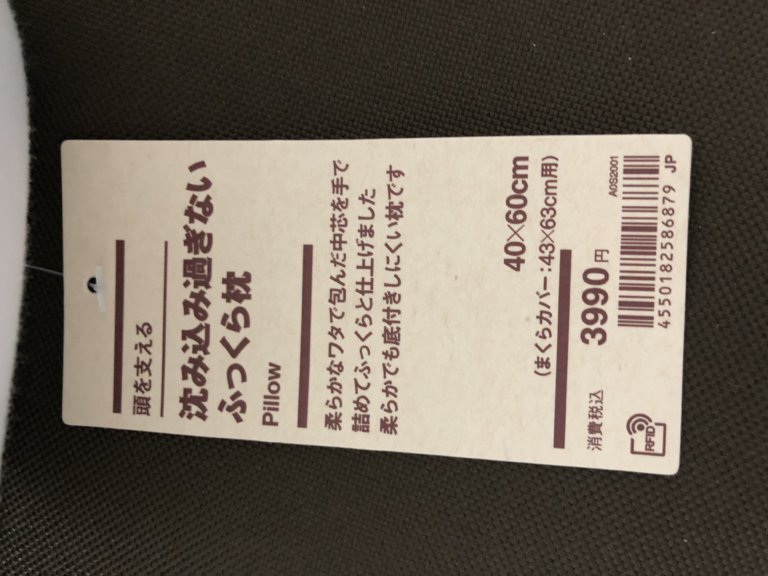 頭を支える
沈み込み過ぎない
ふっくら枕
Pillow
柔らかなワタで包んだ中芯を手で
詰めてふっくらと仕上げました
柔らかでも底付きしにくい枕です
40×60cm
(まくらカバー:43×63cm用)
消費税込 3990円
A0S2001
4550182586879 JP
RFID